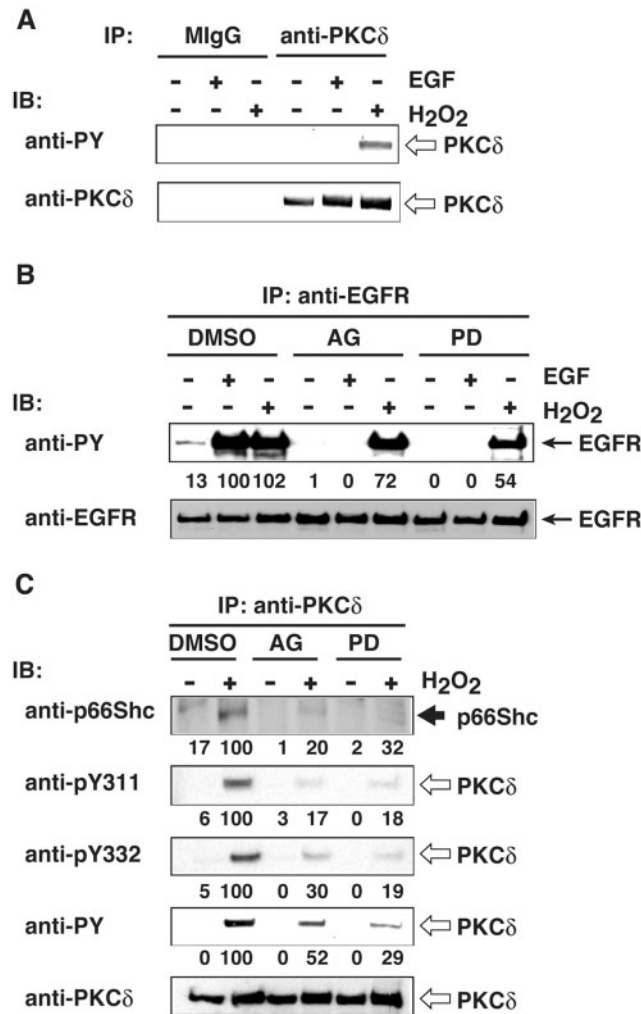 A
IP: MIgG anti-PKCδ
- + - - + - EGF
IB: - - + - - + H2O2
anti-PY PKCδ
anti-PKCδ PKCδ
B
IP: anti-EGFR
DMSO AG PD
- + - - + - - + - EGF
IB: - - + - - + - - + H2O2
anti-PY EGFR
13 100 102 1 0 72 0 0 54
anti-EGFR EGFR
C
IP: anti-PKCδ
DMSO AG PD
IB: - + - + - + H2O2
anti-p66Shc p66Shc
17 100 1 20 2 32
anti-pY311 PKCδ
6 100 3 17 0 18
anti-pY332 PKCδ
5 100 0 30 0 19
anti-PY PKCδ
0 100 0 52 0 29
anti-PKCδ PKCδ